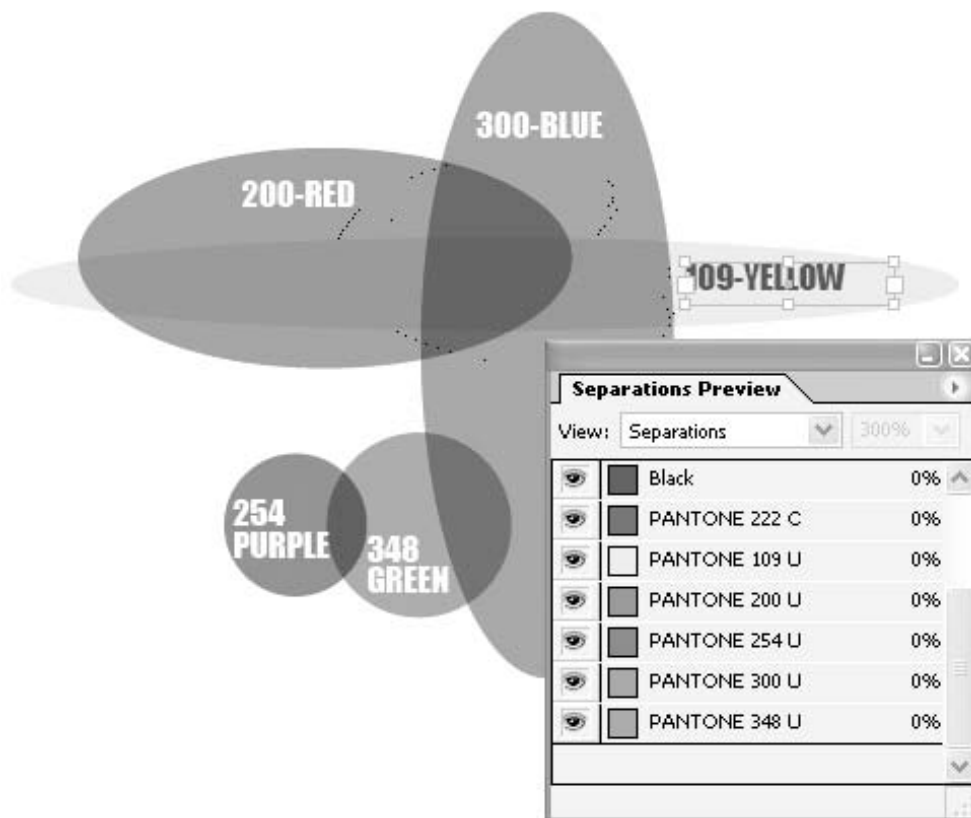 300-BLUE
200-RED
109-YELLOW
Separations Preview
View: Separations 300%
Black 0%
PANTONE 222 C 0%
PANTONE 109 U 0%
PANTONE 200 U 0%
PANTONE 254 U 0%
PANTONE 300 U 0%
PANTONE 348 U 0%
254
PURPLE
348
GREEN